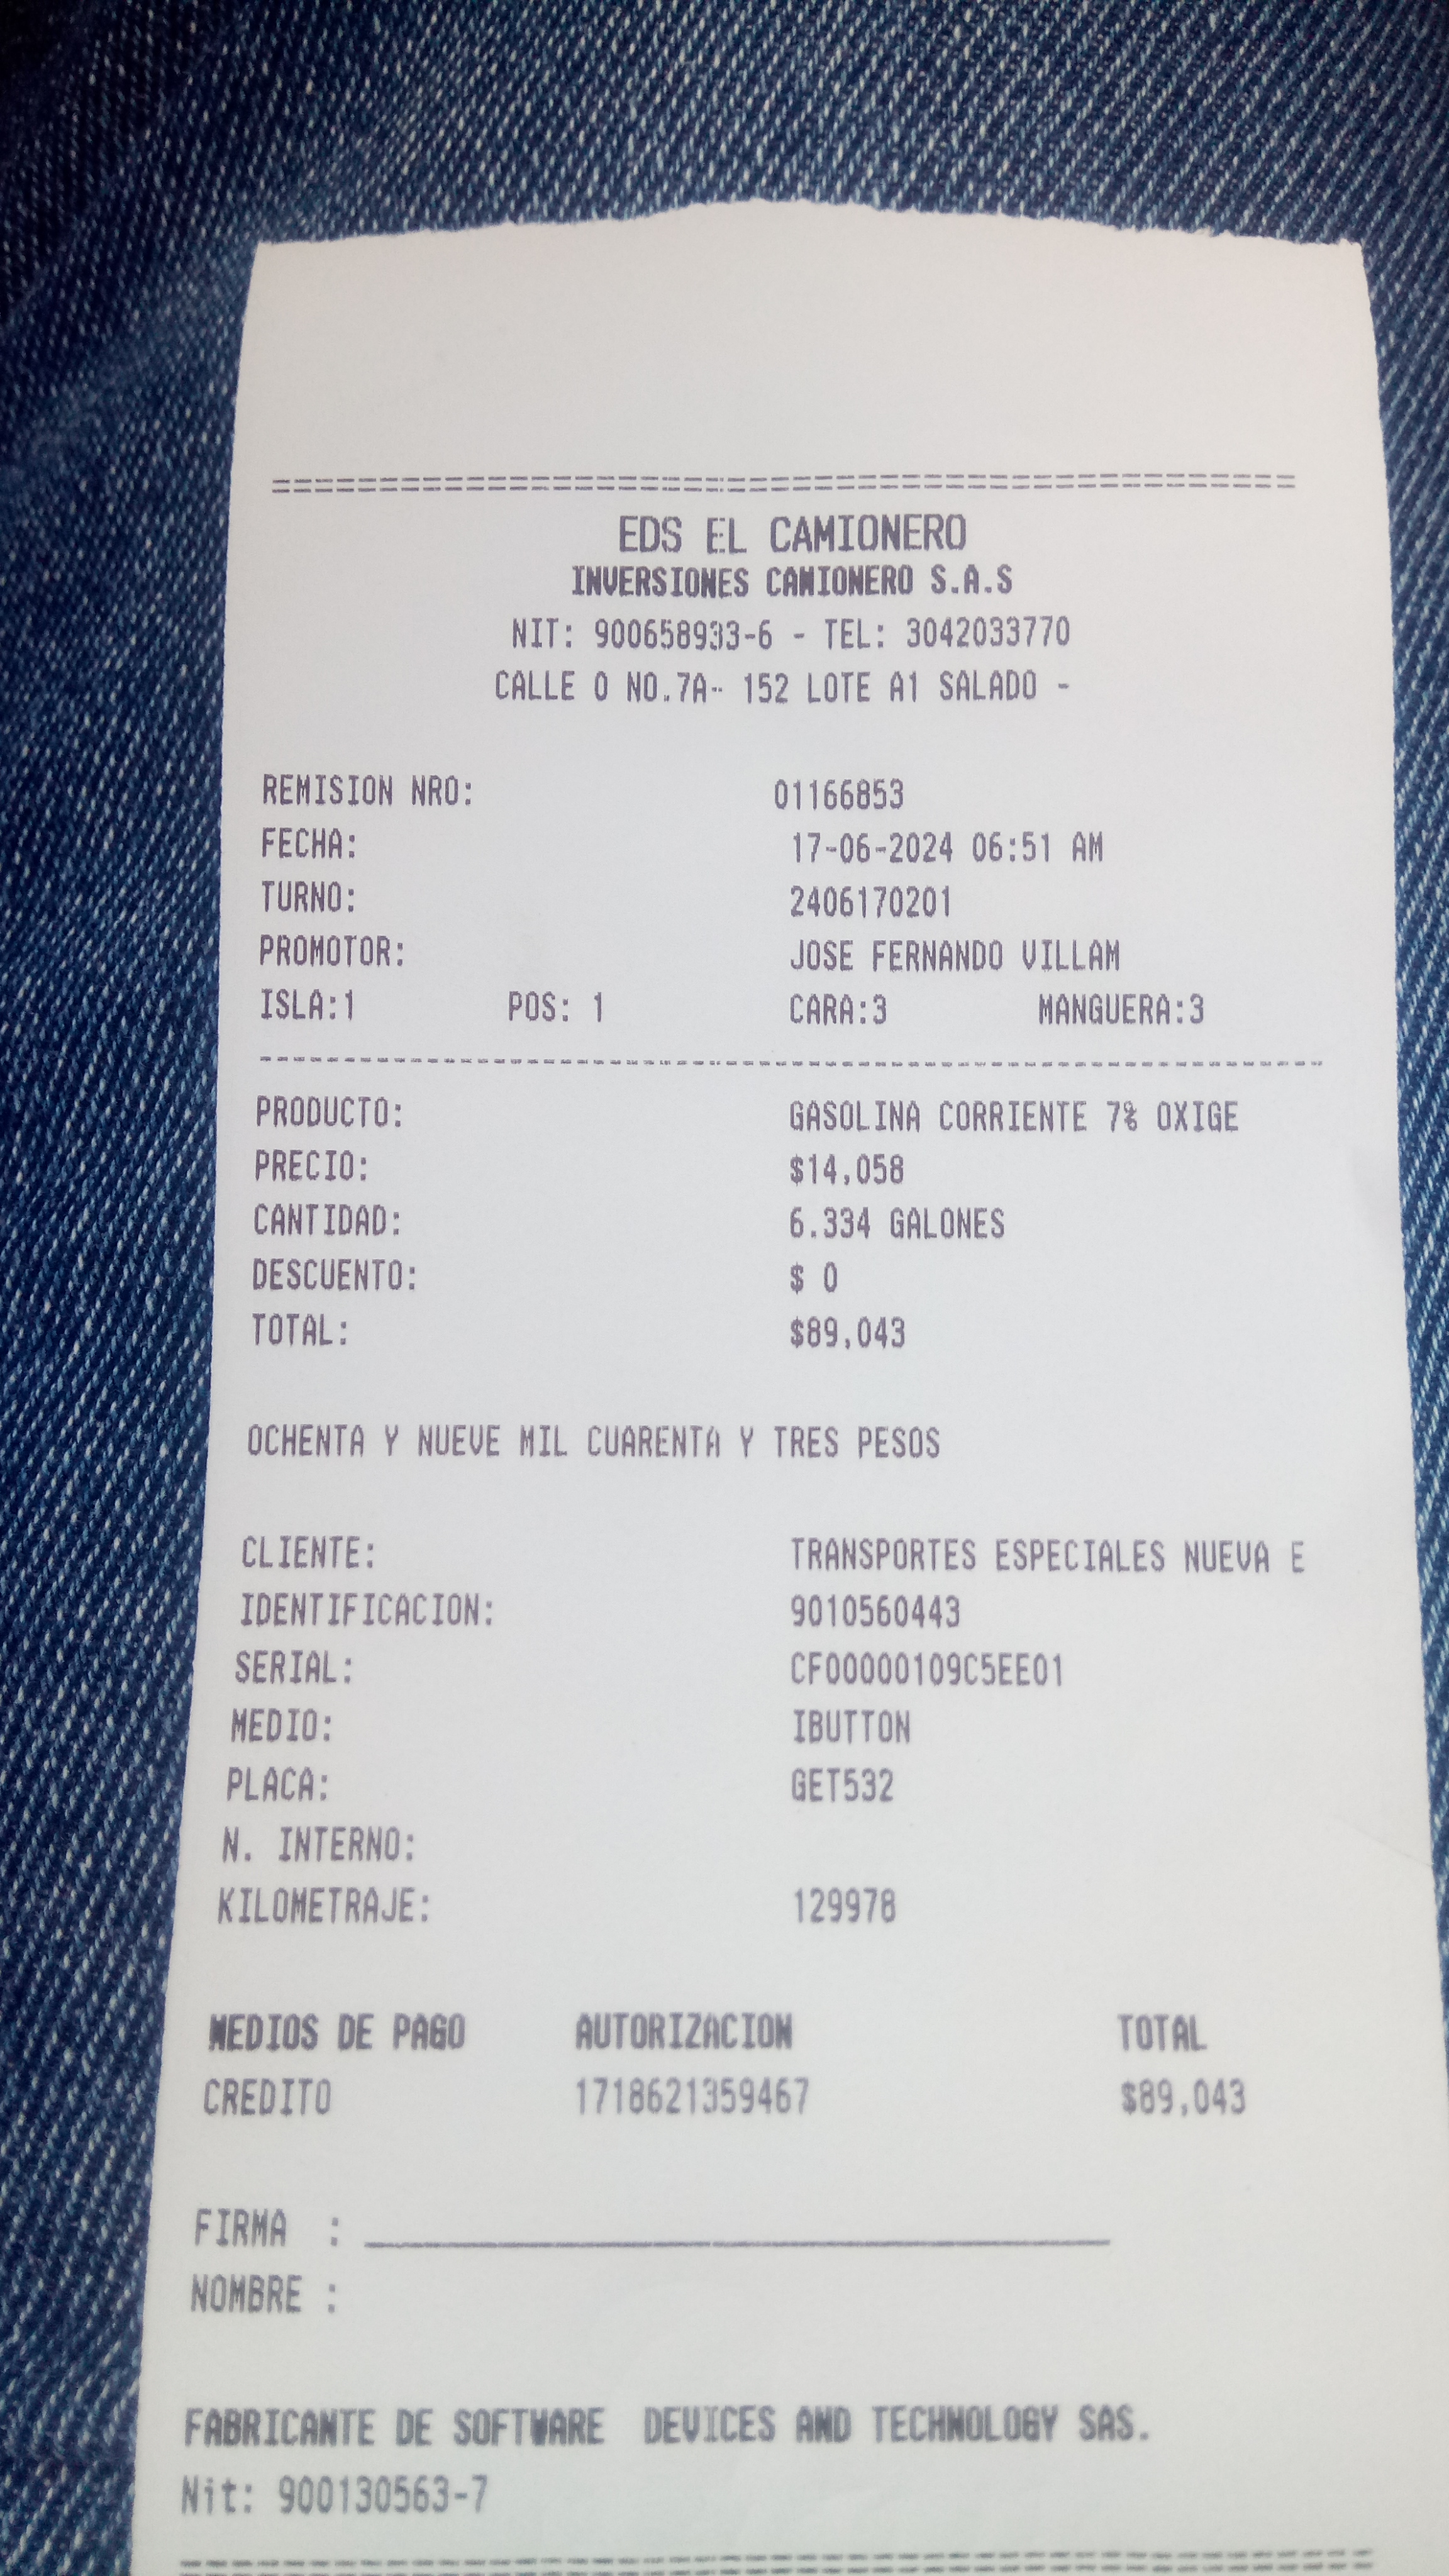 ================================================
EDS EL CAMIONERO
INVERSIONES CAMIONERO S.A.S
NIT: 900658933-6 - TEL: 3042033770
CALLE 0 NO.7A- 152 LOTE A1 SALADO -
REMISION NRO: 01166853
FECHA: 17-06-2024 06:51 AM
TURNO: 2406170201
PROMOTOR: JOSE FERNANDO VILLAM
ISLA:1 POS: 1 CARA:3 MANGUERA:3
----------------------------------------------------------------
PRODUCTO: GASOLINA CORRIENTE 7% OXIGE
PRECIO: $14,058
CANTIDAD: 6.334 GALONES
DESCUENTO: $ 0
TOTAL: $89,043
OCHENTA Y NUEVE MIL CUARENTA Y TRES PESOS
CLIENTE: TRANSPORTES ESPECIALES NUEVA E
IDENTIFICACION: 9010560443
SERIAL: CF00000109C5EE01
MEDIO: IBUTTON
PLACA: GET532
N. INTERNO:
KILOMETRAJE: 129978
MEDIOS DE PAGO AUTORIZACION TOTAL
CREDITO 1718621359467 $89,043
FIRMA : ______________________
NOMBRE :
FABRICANTE DE SOFTWARE DEVICES AND TECHNOLOGY SAS.
Nit: 900130563-7
================================================